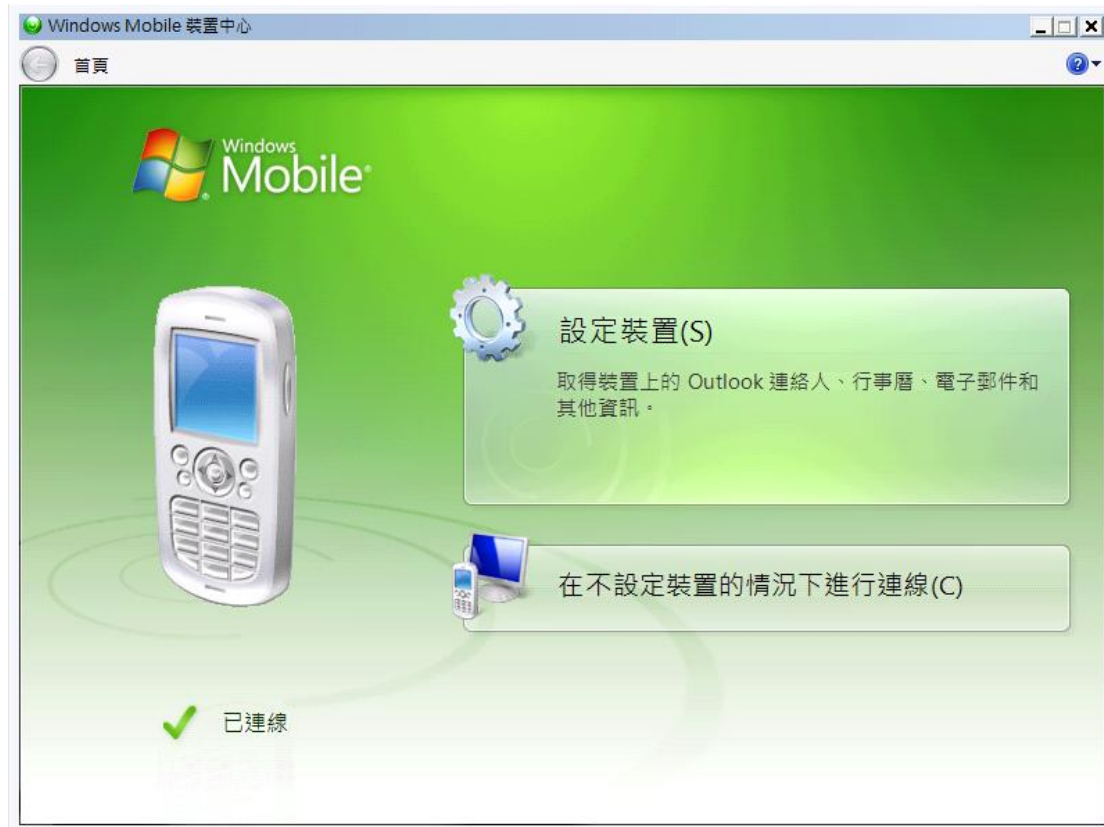 Windows Mobile 裝置中心
首頁
Windows
Mobile®
設定裝置(S)
取得裝置上的 Outlook 連絡人、行事曆、電子郵件和
其他資訊。
在不設定裝置的情況下進行連線(C)
已連線